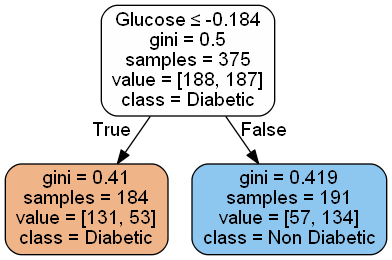 Glucose ≤ -0.184
gini = 0.5
samples = 375
value = [188, 187]
class = Diabetic
True
False
gini = 0.41
samples = 184
value = [131, 53]
class = Diabetic
gini = 0.419
samples = 191
value = [57, 134]
class = Non Diabetic